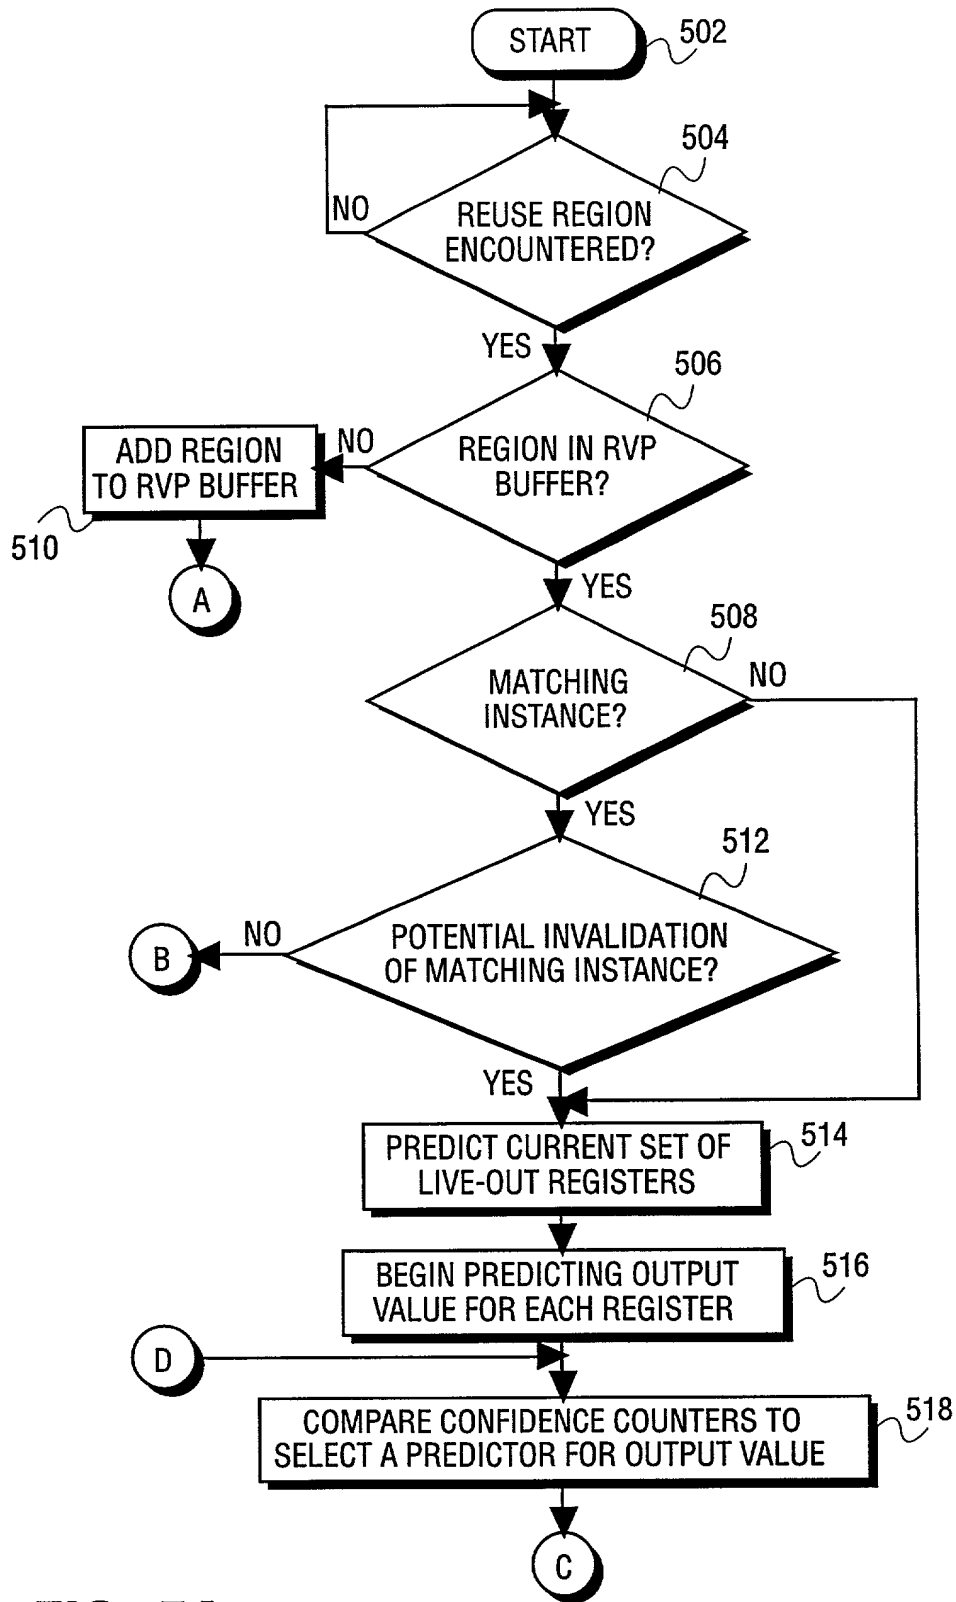 START
502
504
NO
REUSE REGION
ENCOUNTERED?
YES
506
ADD REGION
TO RVP BUFFER
NO
REGION IN RVP
BUFFER?
510
A
YES
508
MATCHING
INSTANCE?
NO
YES
512
B
NO
POTENTIAL INVALIDATION
OF MATCHING INSTANCE?
YES
PREDICT CURRENT SET OF
LIVE-OUT REGISTERS
514
BEGIN PREDICTING OUTPUT
VALUE FOR EACH REGISTER
516
D
COMPARE CONFIDENCE COUNTERS TO
SELECT A PREDICTOR FOR OUTPUT VALUE
518
C